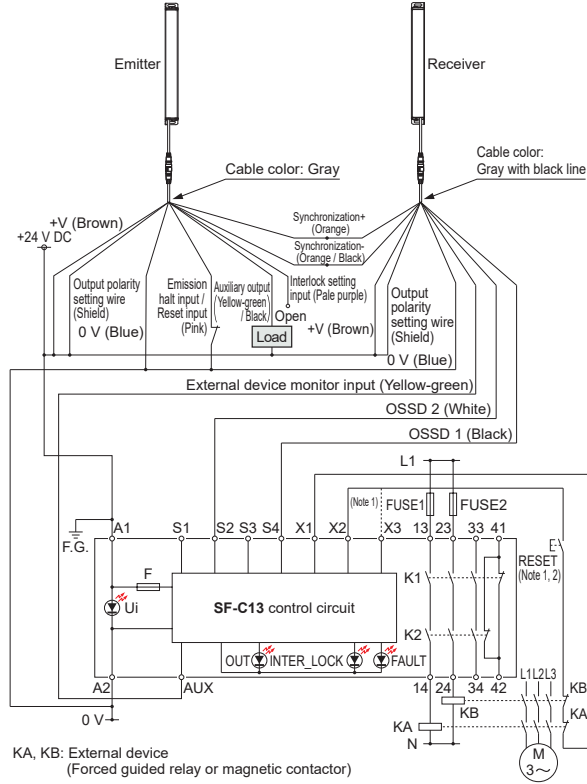 Emitter
Receiver
Cable color: Gray
Cable color:
Gray with black line
+V (Brown)
+24 V DC
Synchronization+
(Orange)
Synchronization-
(Orange / Black)
Output polarity
setting wire
(Shield)
0 V (Blue)
Emission
halt input /
Reset input
(Pink)
Auxiliary output
(Yellow-green
/ Black)
Load
Interlock setting
input (Pale purple)
Open
+V (Brown)
Output
polarity
setting wire
(Shield)
0 V (Blue)
External device monitor input (Yellow-green)
OSSD 2 (White)
OSSD 1 (Black)
L1
(Note 1)
FUSE1
FUSE2
F.G.
A1 S1 S2 S3 S4 X1 X2 X3 13 23 33 41
RESET
(Note 1, 2)
F
K1
Ui
SF-C13 control circuit
K2
OUT INTER_LOCK FAULT
A2 AUX 14 24 34 42
L1 L2 L3
KB
KB
KA
KA
0 V
N
M
3~
KA, KB: External device
(Forced guided relay or magnetic contactor)